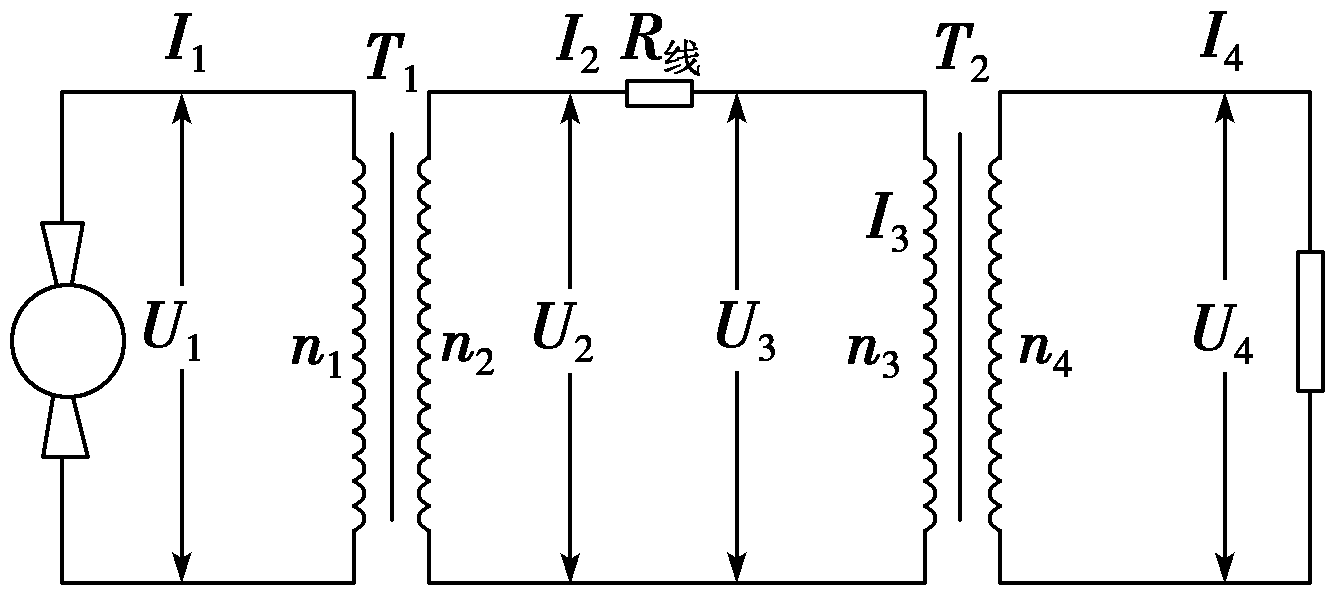 I₁
T₁
I₂
R线
T₂
I₄
I₃
U₁
n₁
n₂
U₂
U₃
n₃
n₄
U₄